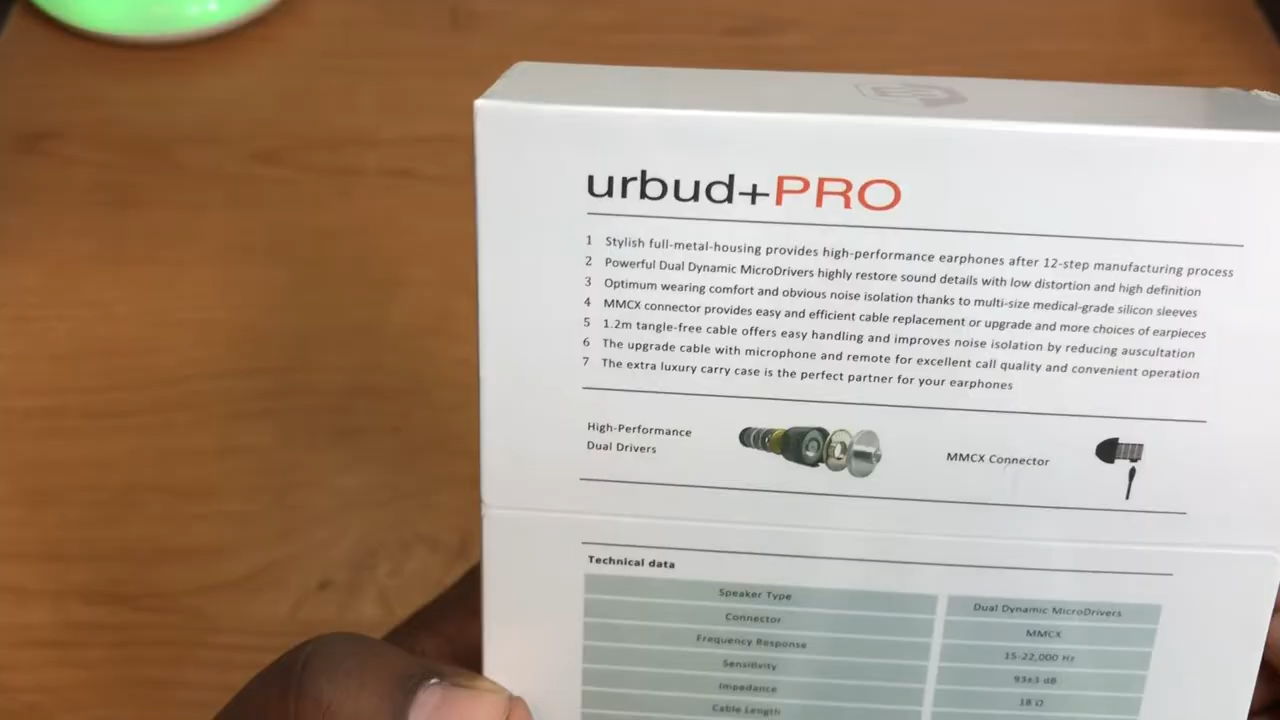 urbud+PRO
1 Stylish full-metal-housing provides high-performance earphones after 12-step manufacturing process
2 Powerful Dual Dynamic MicroDrivers highly restore sound details with low distortion and high definition
3 Optimum wearing comfort and obvious noise isolation thanks to multi-size medical-grade silicon sleeves
4 MMCX connector provides easy and efficient cable replacement or upgrade and more choices of earpieces
5 1.2m tangle-free cable offers easy handling and improves noise isolation by reducing auscultation
6 The upgrade cable with microphone and remote for excellent call quality and convenient operation
7 The extra luxury carry case is the perfect partner for your earphones
High-Performance
Dual Drivers
MMCX Connector
Technical data
Speaker Type Dual Dynamic MicroDrivers
Connector MMCX
Frequency Response 15-22,000 Hz
Sensitivity 93±3 dB
Impedance 18 Ω
Cable Length